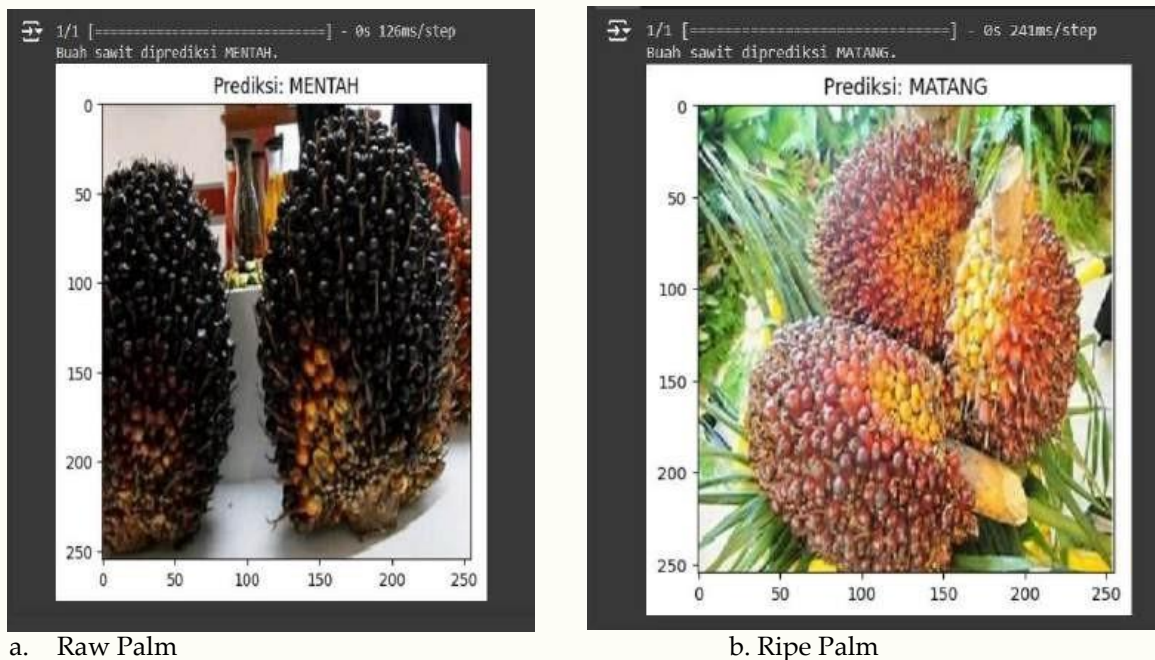 1/1 [==============================] - 0s 126ms/step
Buah sawit diprediksi MENTAH.
Prediksi: MENTAH
0
50
100
150
200
250
0 50 100 150 200 250
a. Raw Palm
1/1 [==============================] - 0s 241ms/step
Buah sawit diprediksi MATANG.
Prediksi: MATANG
0
50
100
150
200
250
0 50 100 150 200 250
b. Ripe Palm